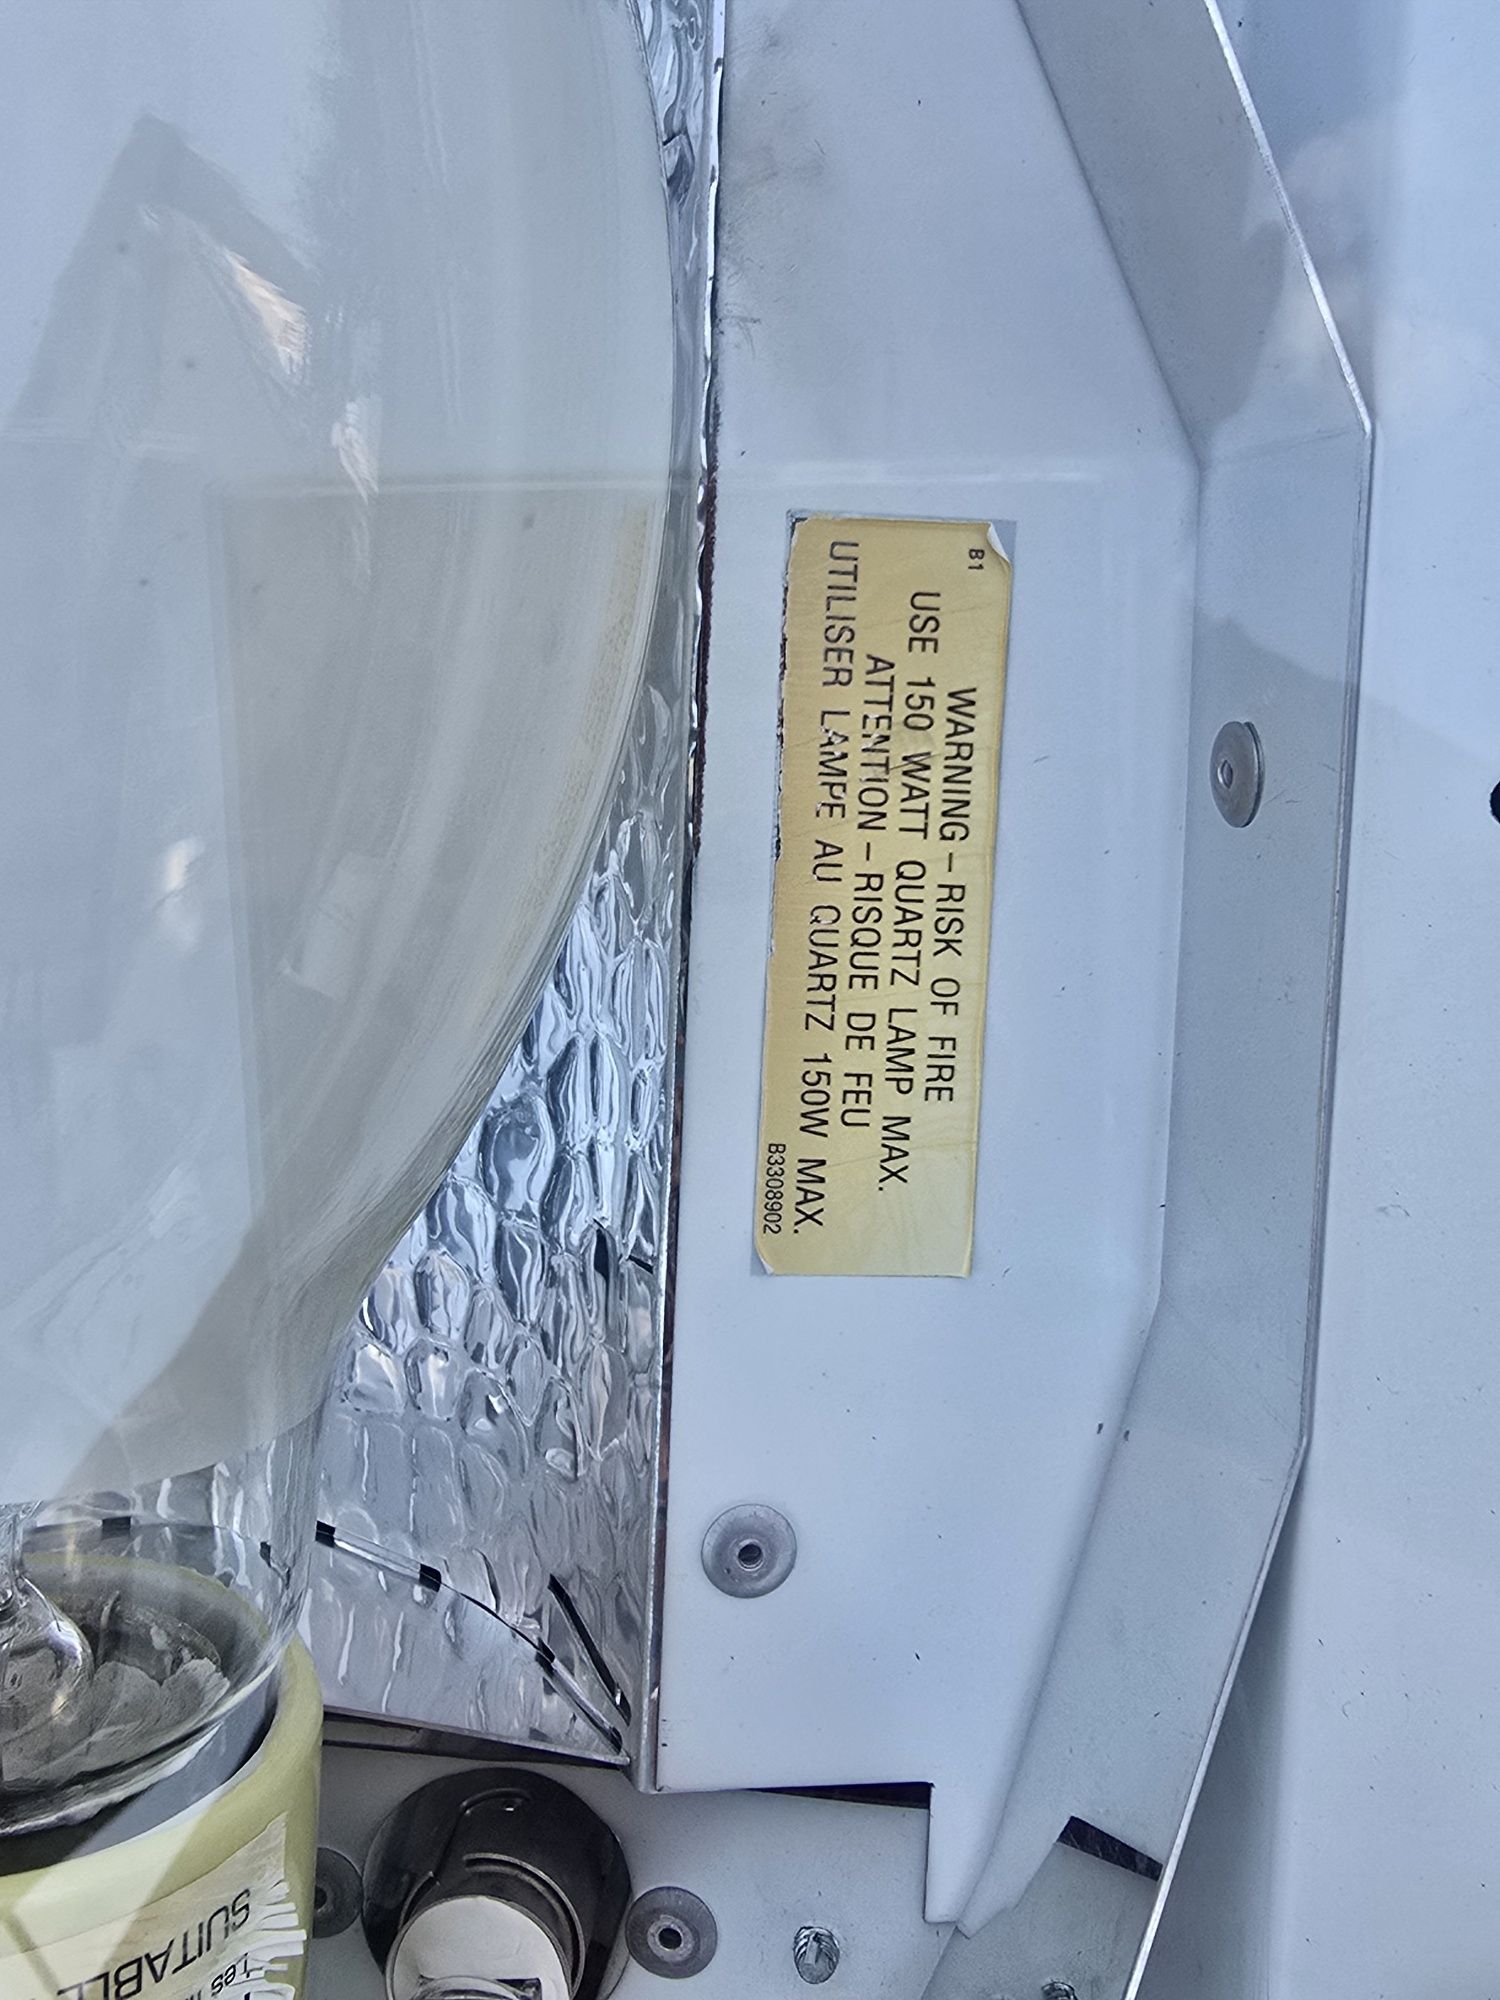 B1
WARNING – RISK OF FIRE
USE 150 WATT QUARTZ LAMP MAX.
ATTENTION – RISQUE DE FEU
UTILISER LAMPE AU QUARTZ 150W MAX.
B3308902
SUITABLE